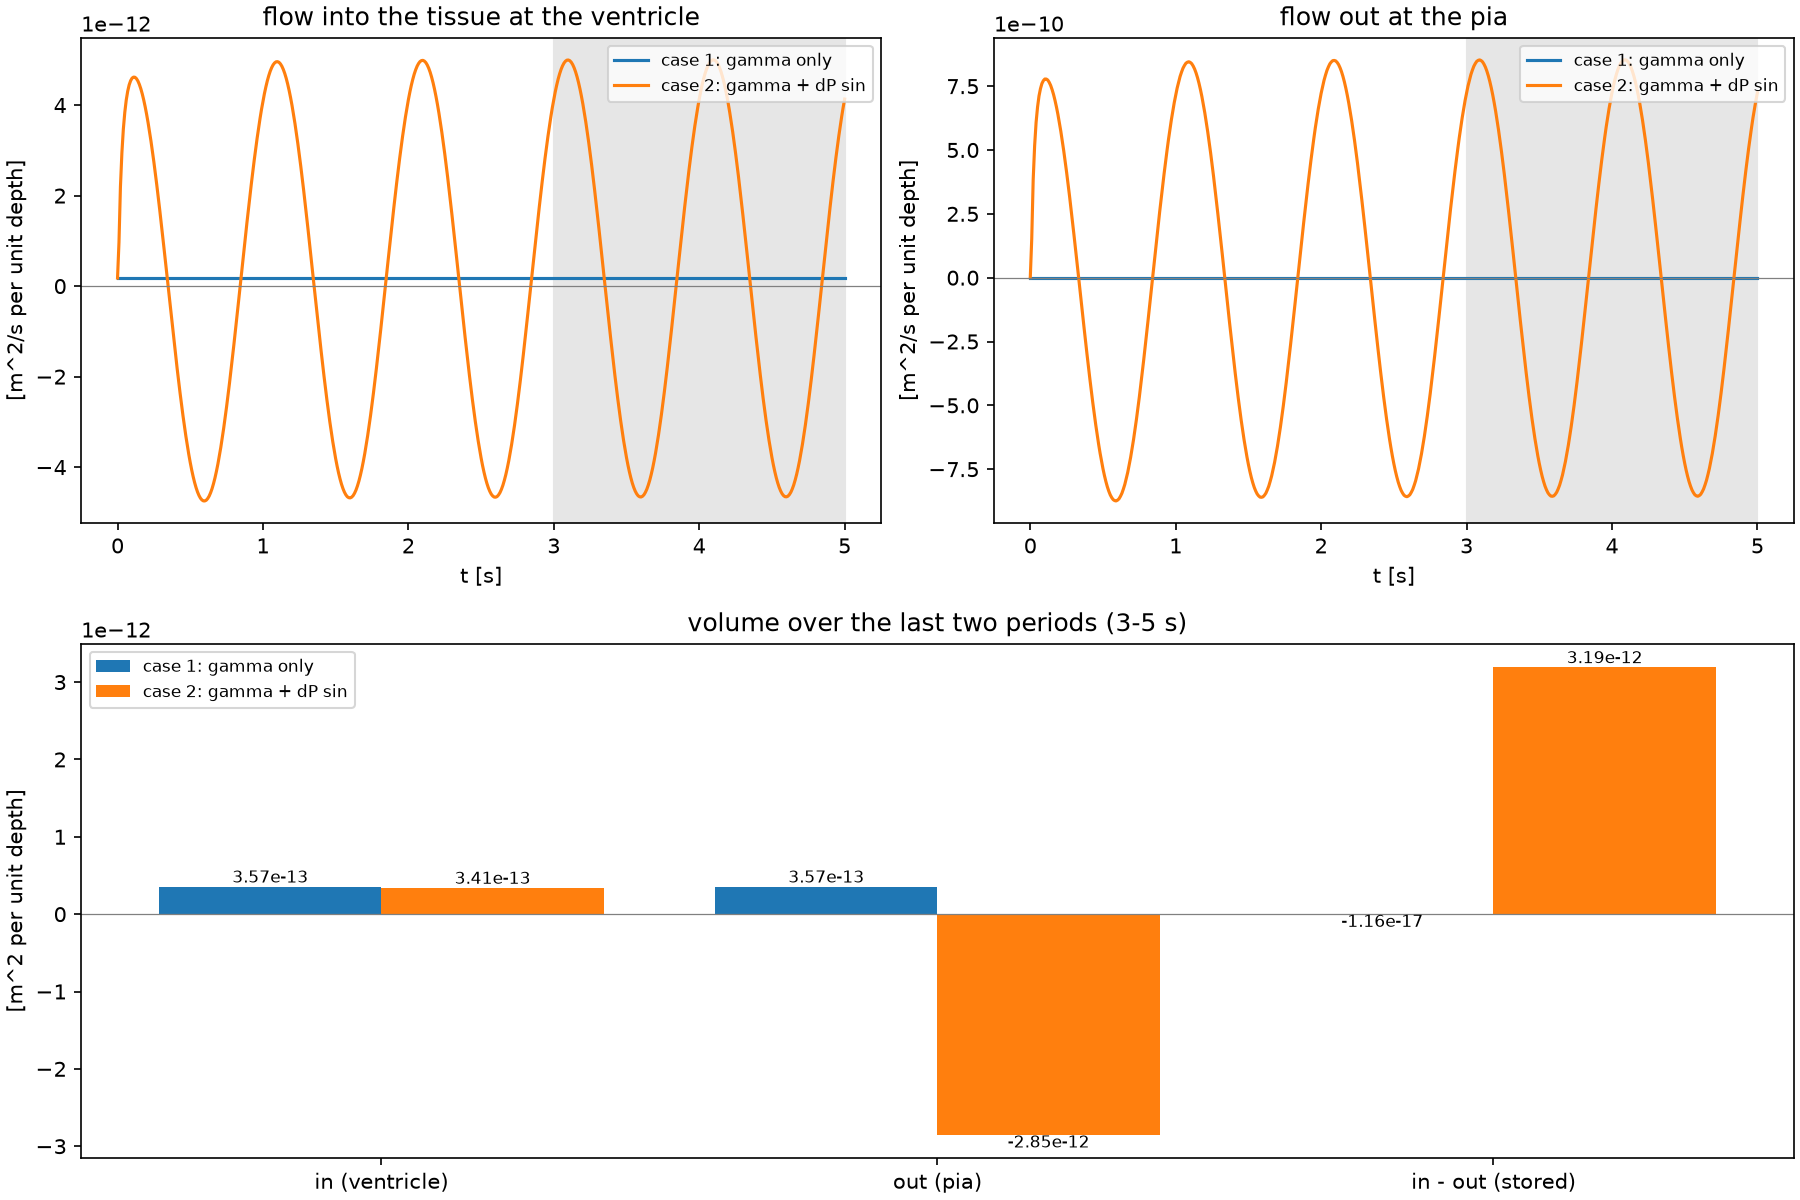 flow into the tissue at the ventricle
1e−12
case 1: gamma only
case 2: gamma + dP sin
4
2
0
−2
−4
[m^2/s per unit depth]
0 1 2 3 4 5
t [s]
flow out at the pia
1e−10
case 1: gamma only
case 2: gamma + dP sin
7.5
5.0
2.5
0.0
−2.5
−5.0
−7.5
[m^2/s per unit depth]
0 1 2 3 4 5
t [s]
volume over the last two periods (3-5 s)
1e−12
case 1: gamma only
case 2: gamma + dP sin
3
2
1
0
−1
−2
−3
[m^2 per unit depth]
3.57e-13
3.41e-13
3.57e-13
-2.85e-12
-1.16e-17
3.19e-12
in (ventricle)
out (pia)
in - out (stored)